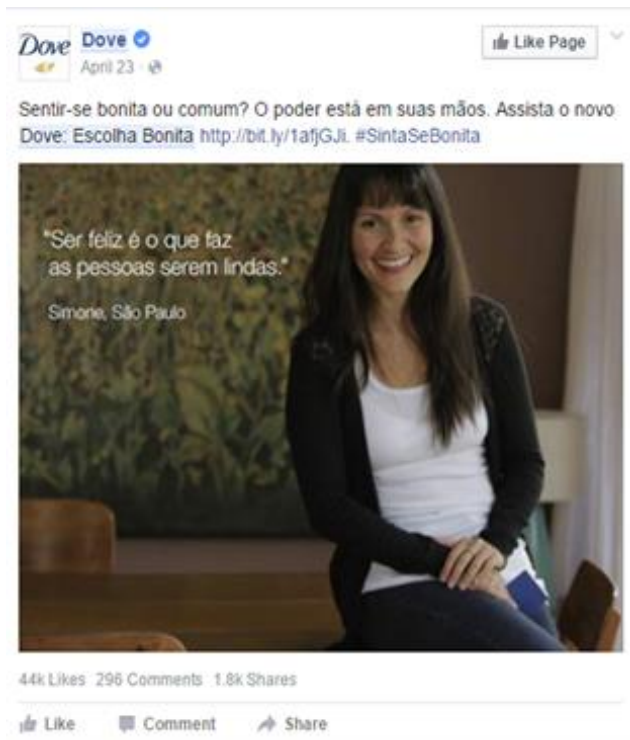 Dove
Dove
Like Page
April 23
Sentir-se bonita ou comum? O poder está em suas mãos. Assista o novo
Dove: Escolha Bonita http://bit.ly/1afjGJi. #SintaSeBonita
"Ser feliz é o que faz
as pessoas serem lindas."
Simone, São Paulo
44k Likes 296 Comments 1.8k Shares
Like Comment Share